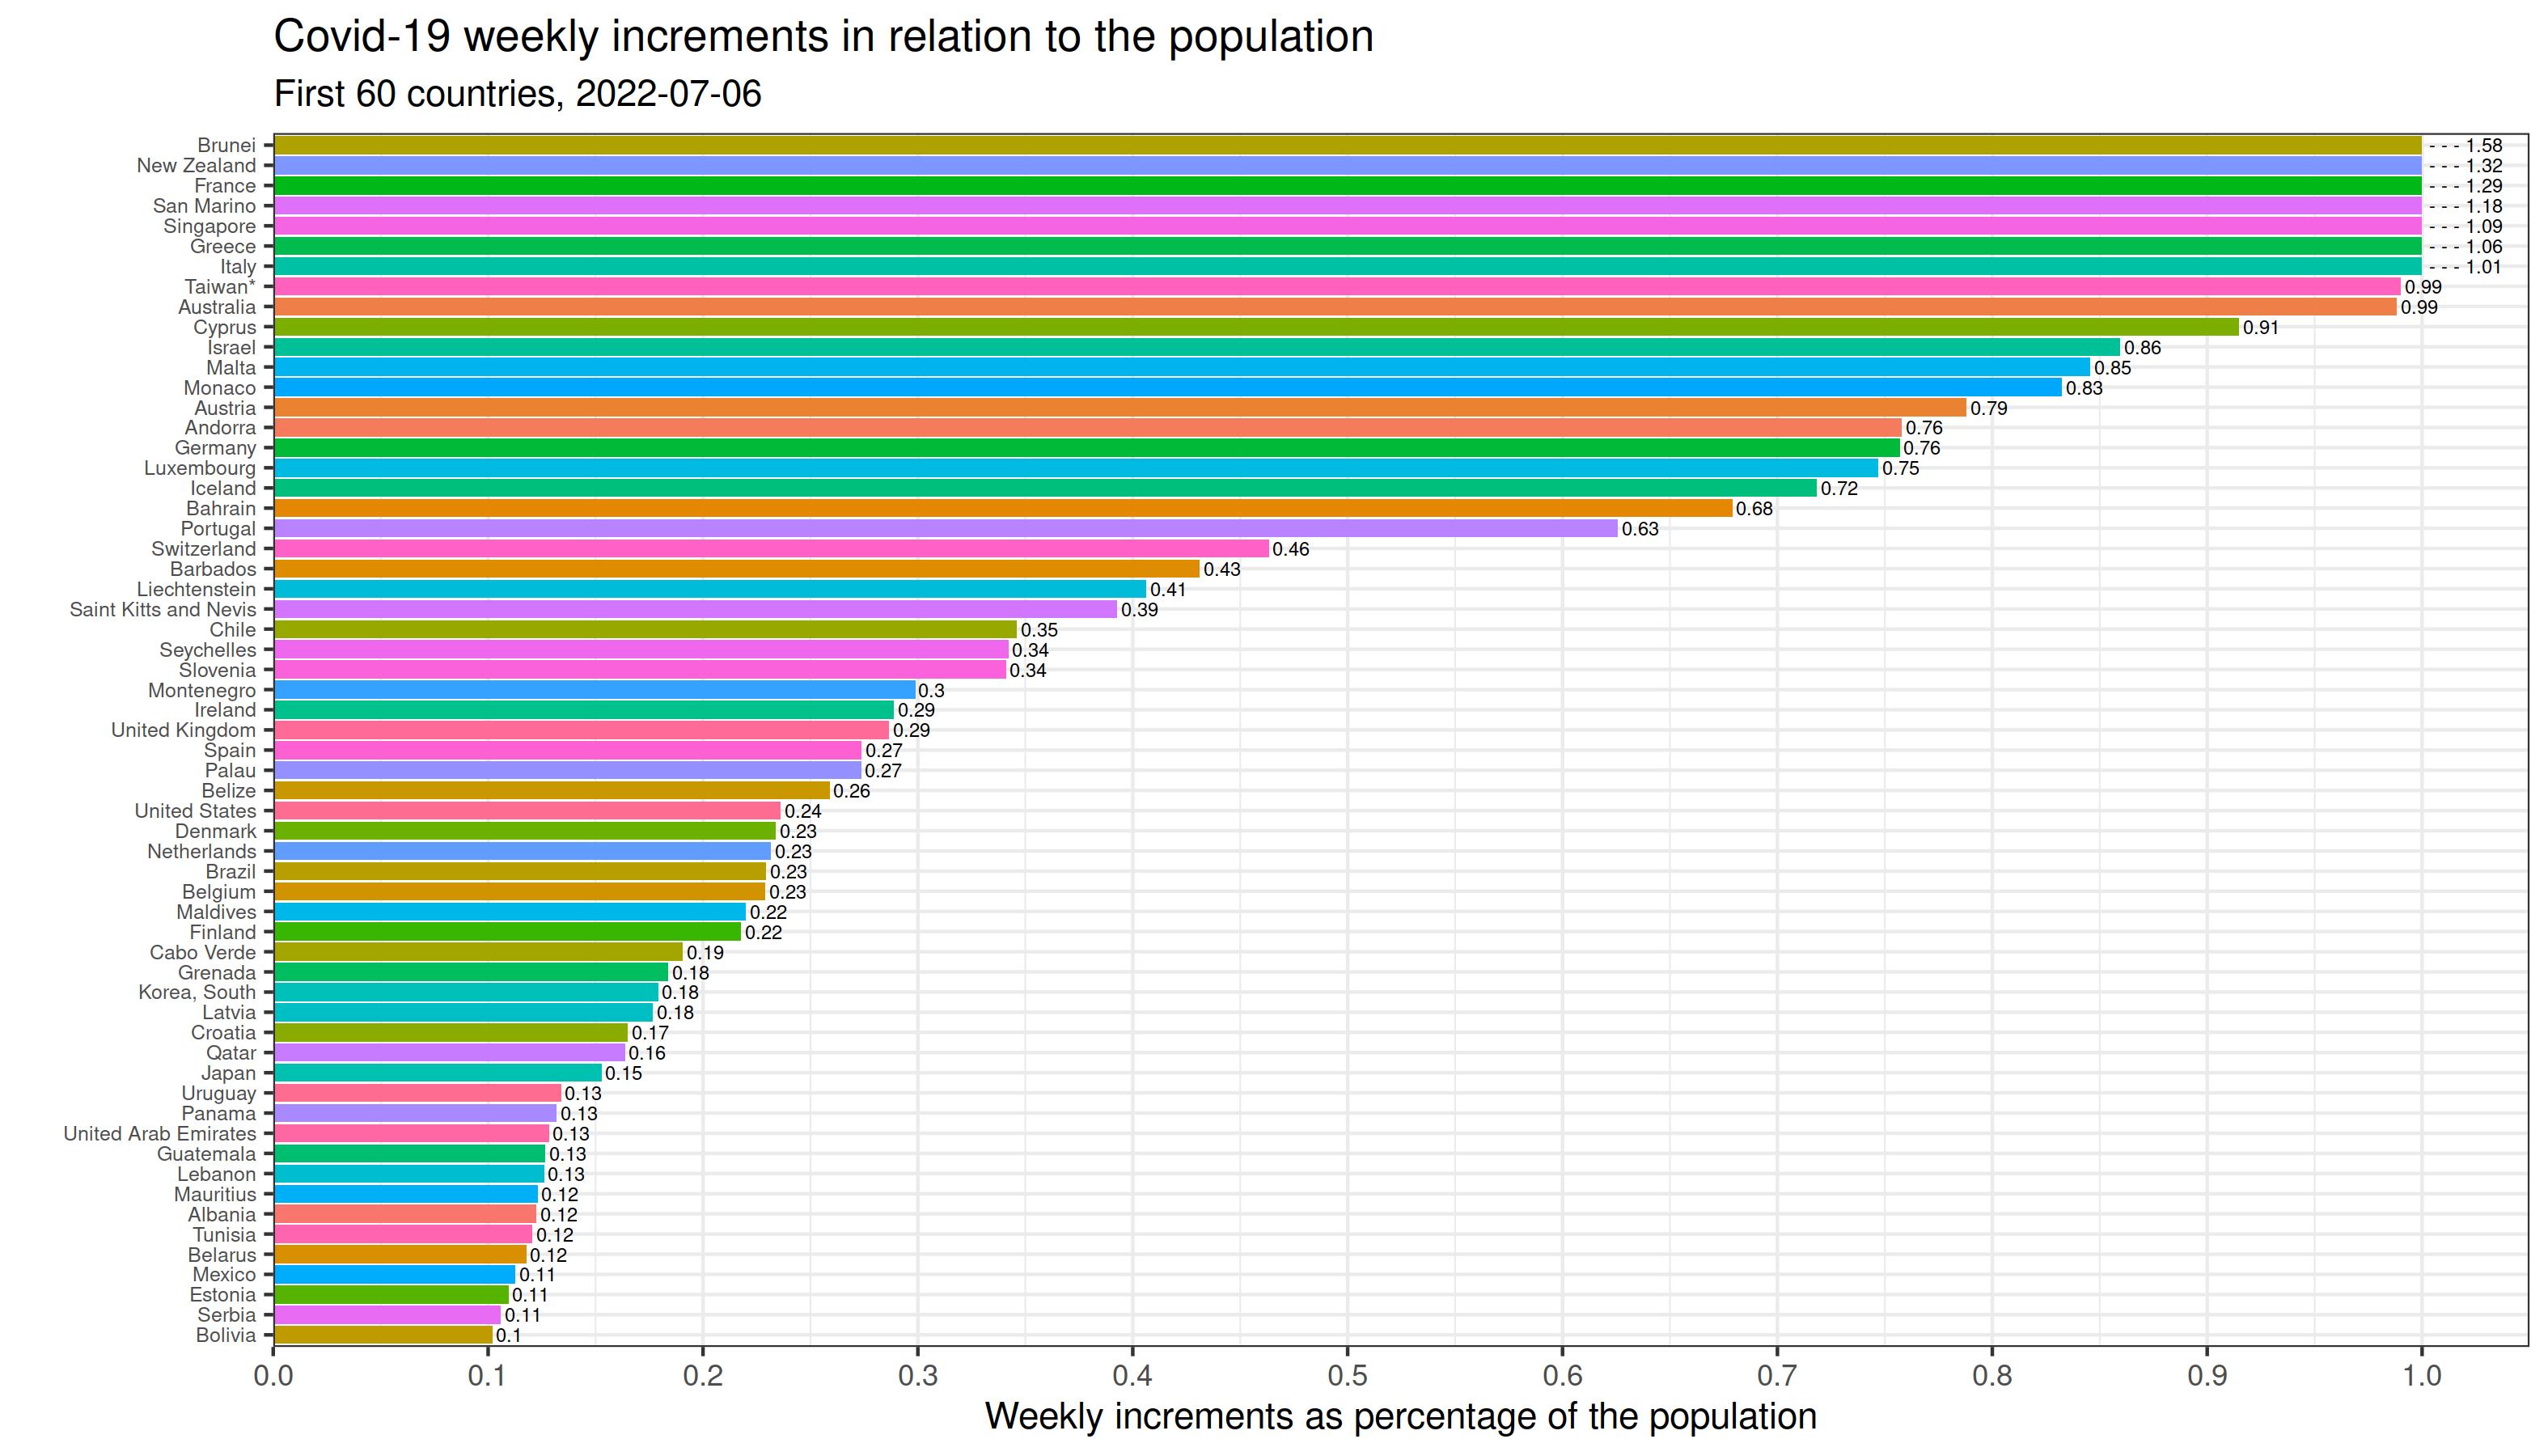 Covid-19 weekly increments in relation to the population
First 60 countries, 2022-07-06
Brunei - - - 1.58
New Zealand - - - 1.32
France - - - 1.29
San Marino - - - 1.18
Singapore - - - 1.09
Greece - - - 1.06
Italy - - - 1.01
Taiwan* 0.99
Australia 0.99
Cyprus 0.91
Israel 0.86
Malta 0.85
Monaco 0.83
Austria 0.79
Andorra 0.76
Germany 0.76
Luxembourg 0.75
Iceland 0.72
Bahrain 0.68
Portugal 0.63
Switzerland 0.46
Barbados 0.43
Liechtenstein 0.41
Saint Kitts and Nevis 0.39
Chile 0.35
Seychelles 0.34
Slovenia 0.34
Montenegro 0.3
Ireland 0.29
United Kingdom 0.29
Spain 0.27
Palau 0.27
Belize 0.26
United States 0.24
Denmark 0.23
Netherlands 0.23
Brazil 0.23
Belgium 0.23
Maldives 0.22
Finland 0.22
Cabo Verde 0.19
Grenada 0.18
Korea, South 0.18
Latvia 0.18
Croatia 0.17
Qatar 0.16
Japan 0.15
Uruguay 0.13
Panama 0.13
United Arab Emirates 0.13
Guatemala 0.13
Lebanon 0.13
Mauritius 0.12
Albania 0.12
Tunisia 0.12
Belarus 0.12
Mexico 0.11
Estonia 0.11
Serbia 0.11
Bolivia 0.1
0.0 0.1 0.2 0.3 0.4 0.5 0.6 0.7 0.8 0.9 1.0
Weekly increments as percentage of the population